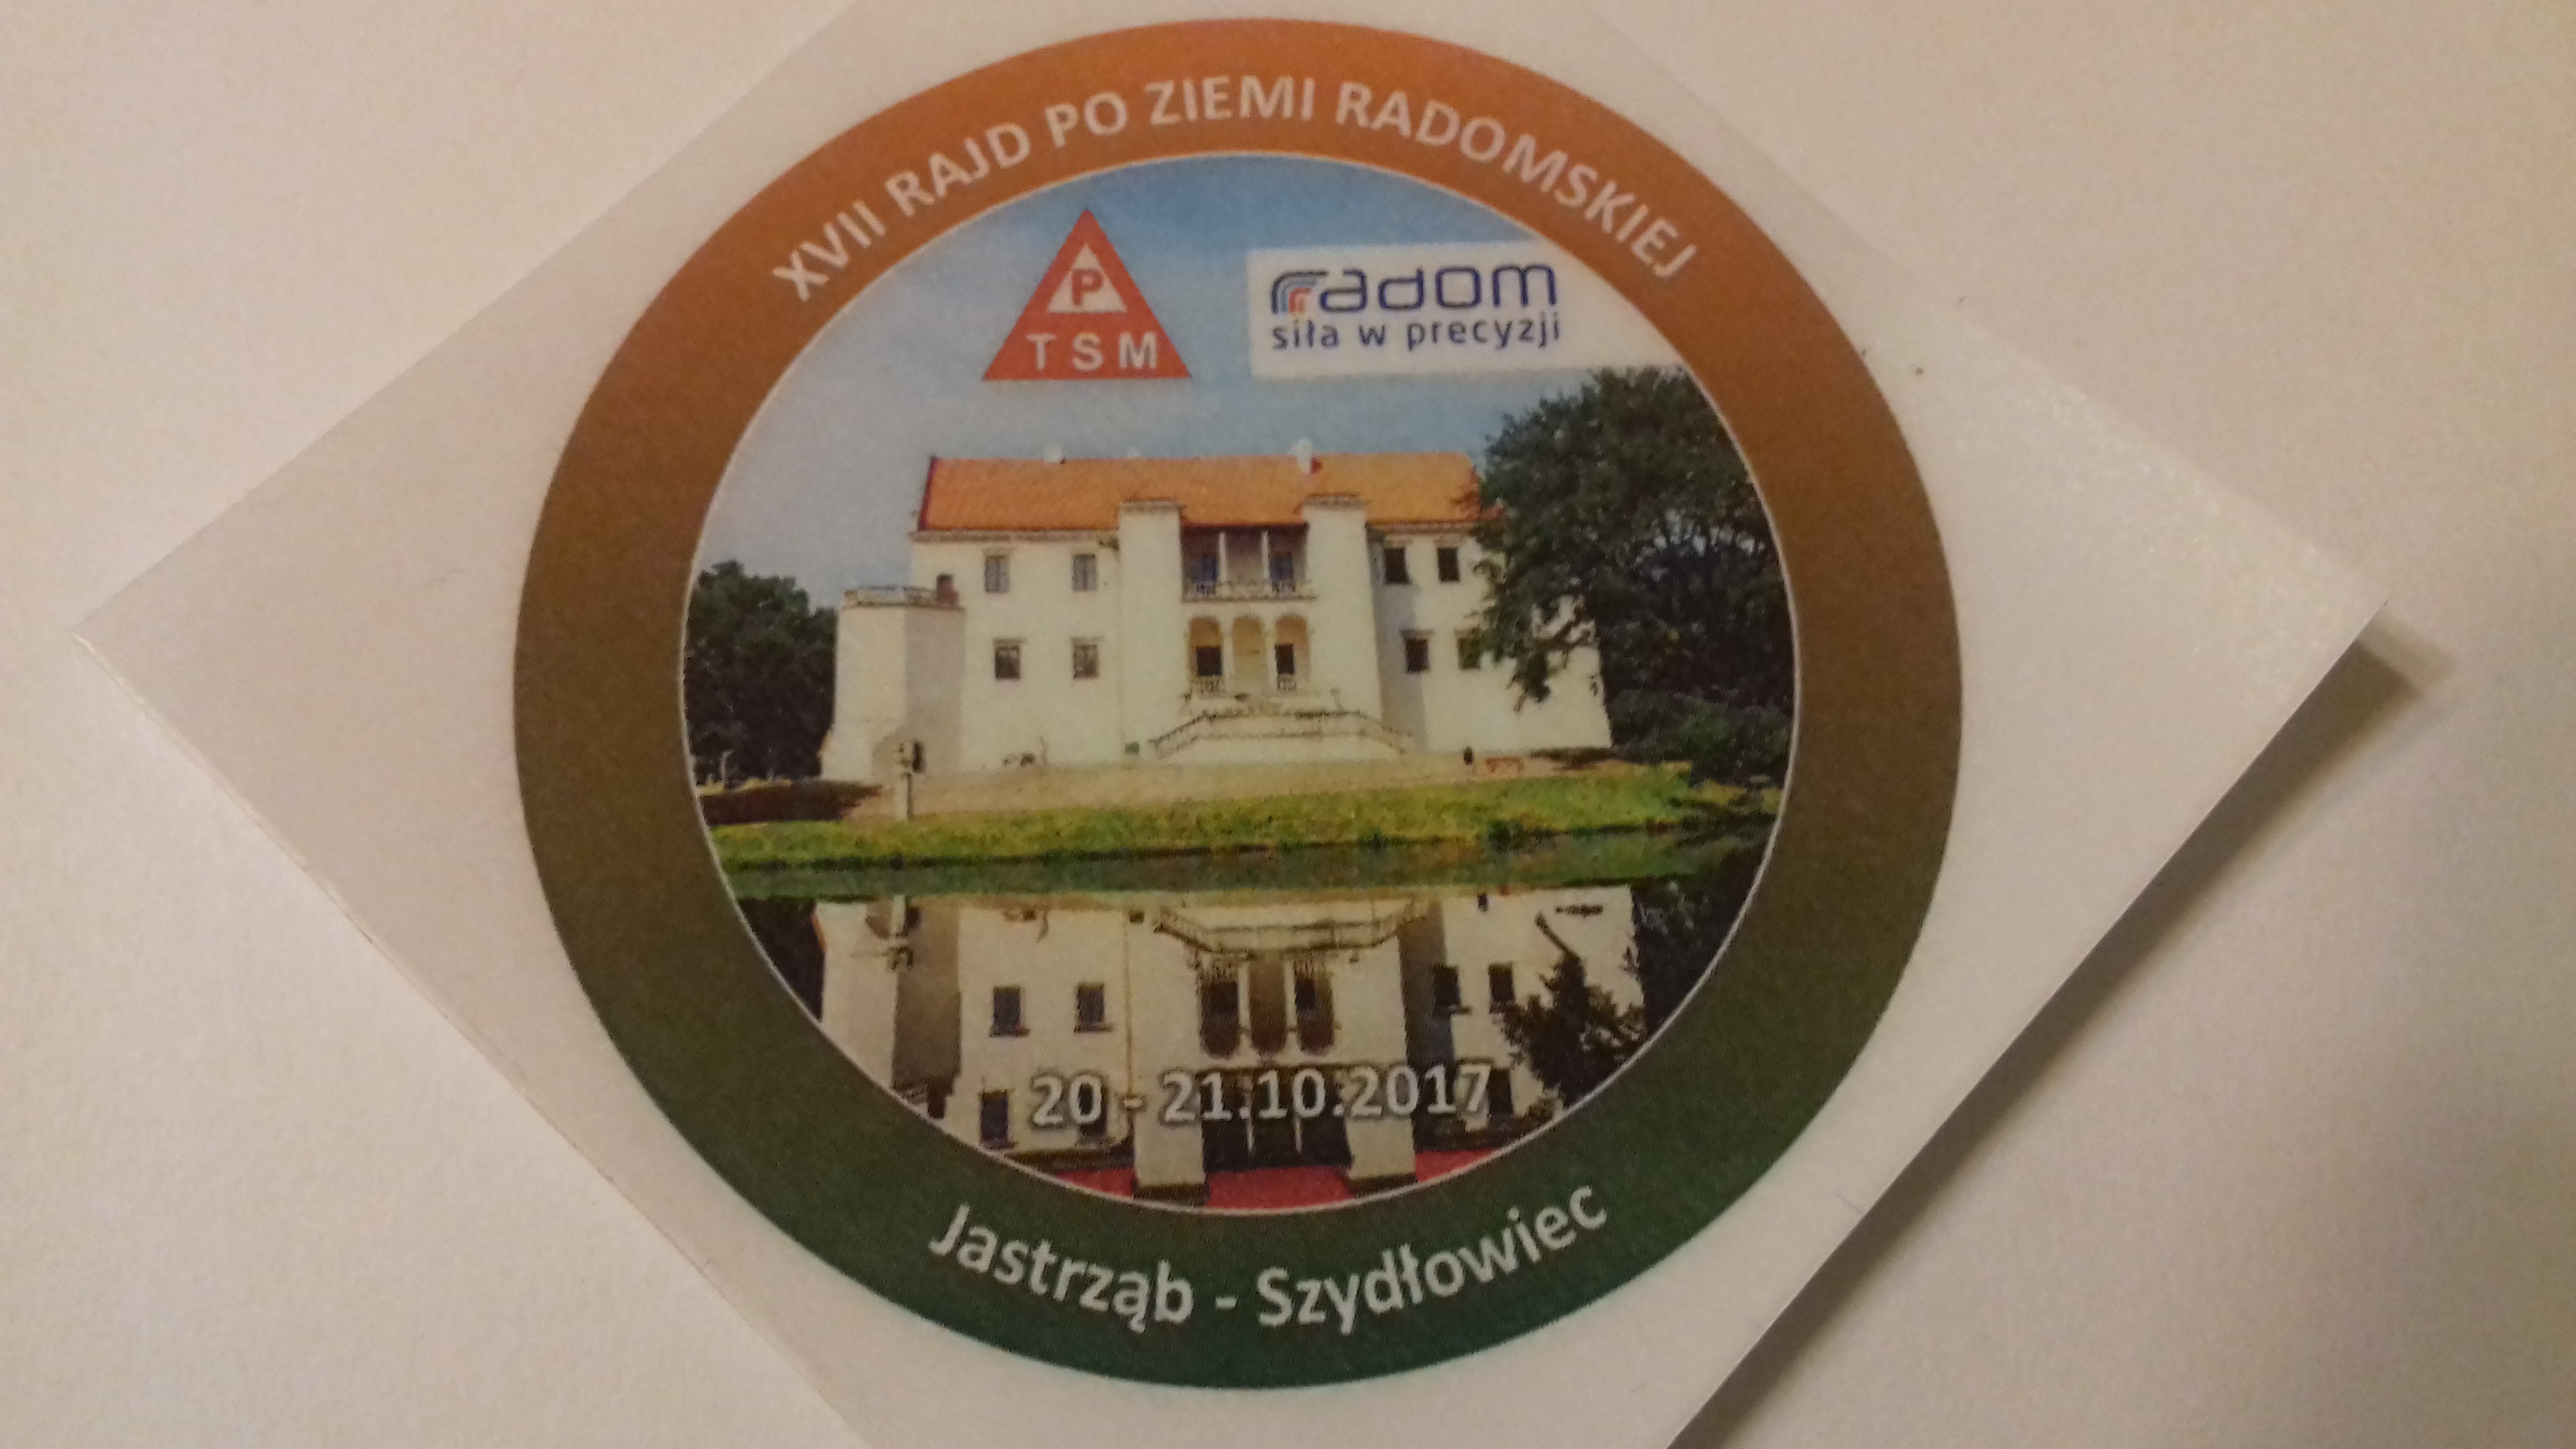 XVII RAJD PO ZIEMI RADOMSKIEJ
P
TSM
radom
siła w precyzji
20 - 21.10.2017
Jastrząb - Szydłowiec